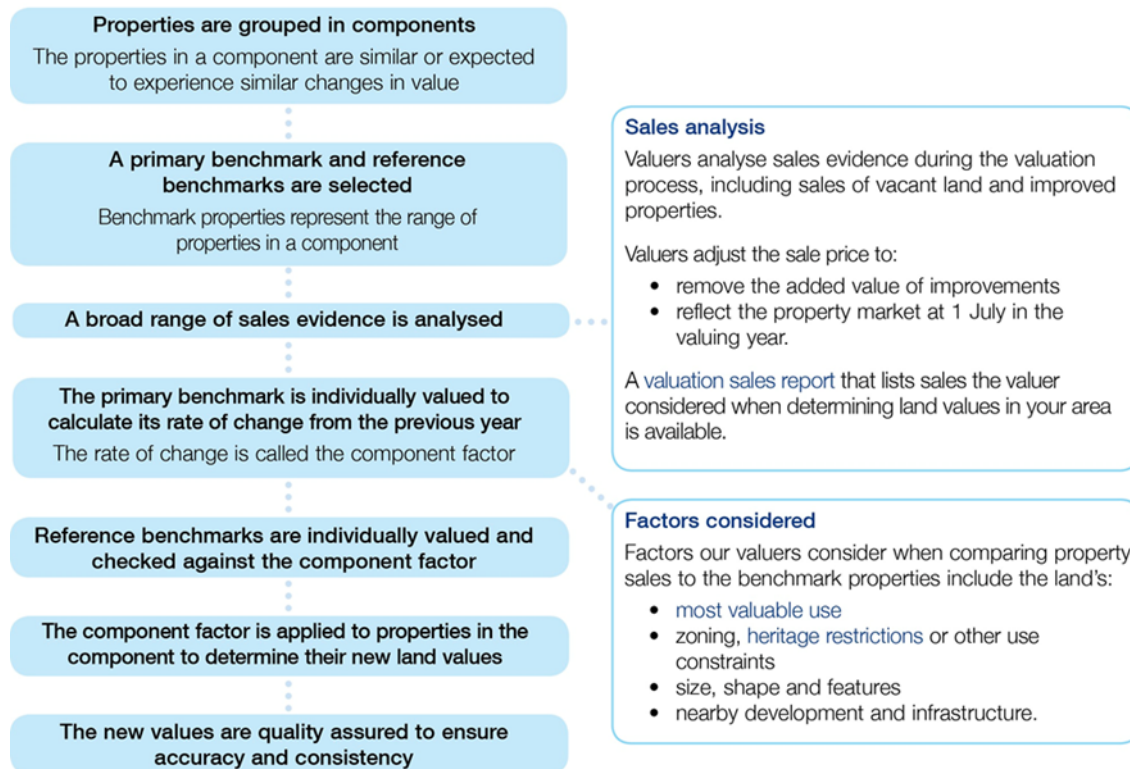 Properties are grouped in components
The properties in a component are similar or expected
to experience similar changes in value
A primary benchmark and reference
benchmarks are selected
Benchmark properties represent the range of
properties in a component
A broad range of sales evidence is analysed
The primary benchmark is individually valued to
calculate its rate of change from the previous year
The rate of change is called the component factor
Reference benchmarks are individually valued and
checked against the component factor
The component factor is applied to properties in the
component to determine their new land values
The new values are quality assured to ensure
accuracy and consistency
Sales analysis
Valuers analyse sales evidence during the valuation
process, including sales of vacant land and improved
properties.
Valuers adjust the sale price to:
• remove the added value of improvements
• reflect the property market at 1 July in the
valuing year.
A valuation sales report that lists sales the valuer
considered when determining land values in your area
is available.
Factors considered
Factors our valuers consider when comparing property
sales to the benchmark properties include the land's:
• most valuable use
• zoning, heritage restrictions or other use
constraints
• size, shape and features
• nearby development and infrastructure.